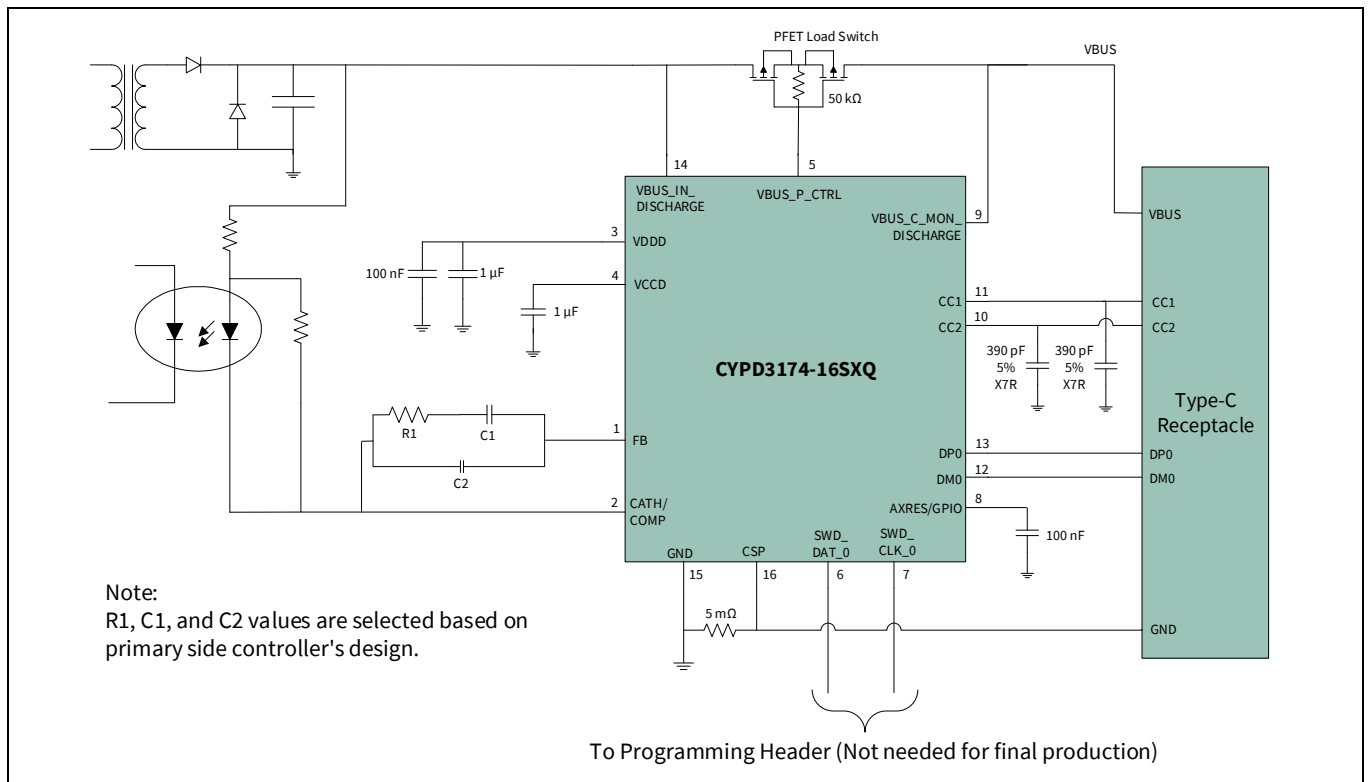 PFET Load Switch
VBUS
50 kΩ
14
5
VBUS_IN_
DISCHARGE
VBUS_P_CTRL
VBUS_C_MON_
DISCHARGE
9
VBUS
3
VDDD
100 nF
1 µF
4
VCCD
1 µF
CC1
11
CC1
CC2
10
CC2
390 pF
5%
X7R
390 pF
5%
X7R
CYPD3174-16SXQ
Type-C
Receptacle
R1
C1
C2
1
FB
DP0
13
DP0
DM0
12
DM0
2
CATH/
COMP
AXRES/GPIO
8
100 nF
GND
CSP
SWD_
DAT_0
SWD_
CLK_0
15
16
6
7
5 mΩ
GND
Note:
R1, C1, and C2 values are selected based on
primary side controller's design.
To Programming Header (Not needed for final production)